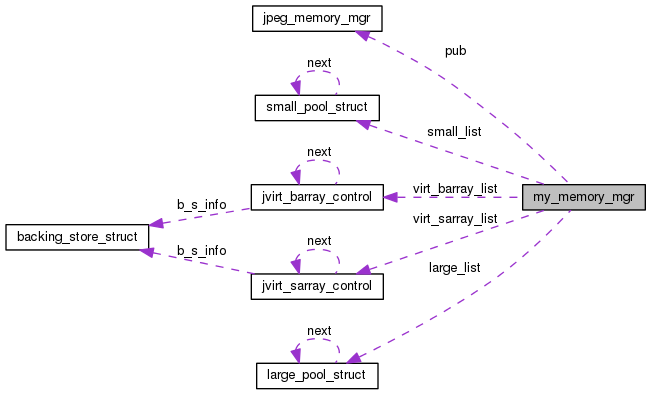 jpeg_memory_mgr
pub
next
small_pool_struct
small_list
next
jvirt_barray_control
virt_barray_list
my_memory_mgr
b_s_info
virt_sarray_list
backing_store_struct
next
b_s_info
jvirt_sarray_control
large_list
next
large_pool_struct